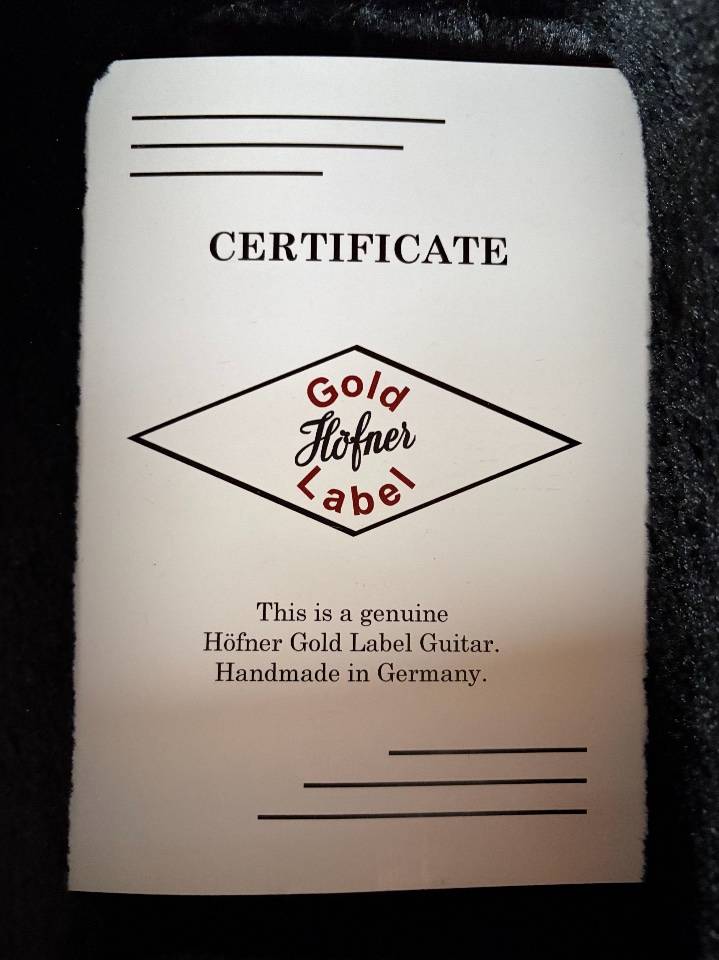 CERTIFICATE
Gold
Höfner
Label
This is a genuine
Höfner Gold Label Guitar.
Handmade in Germany.